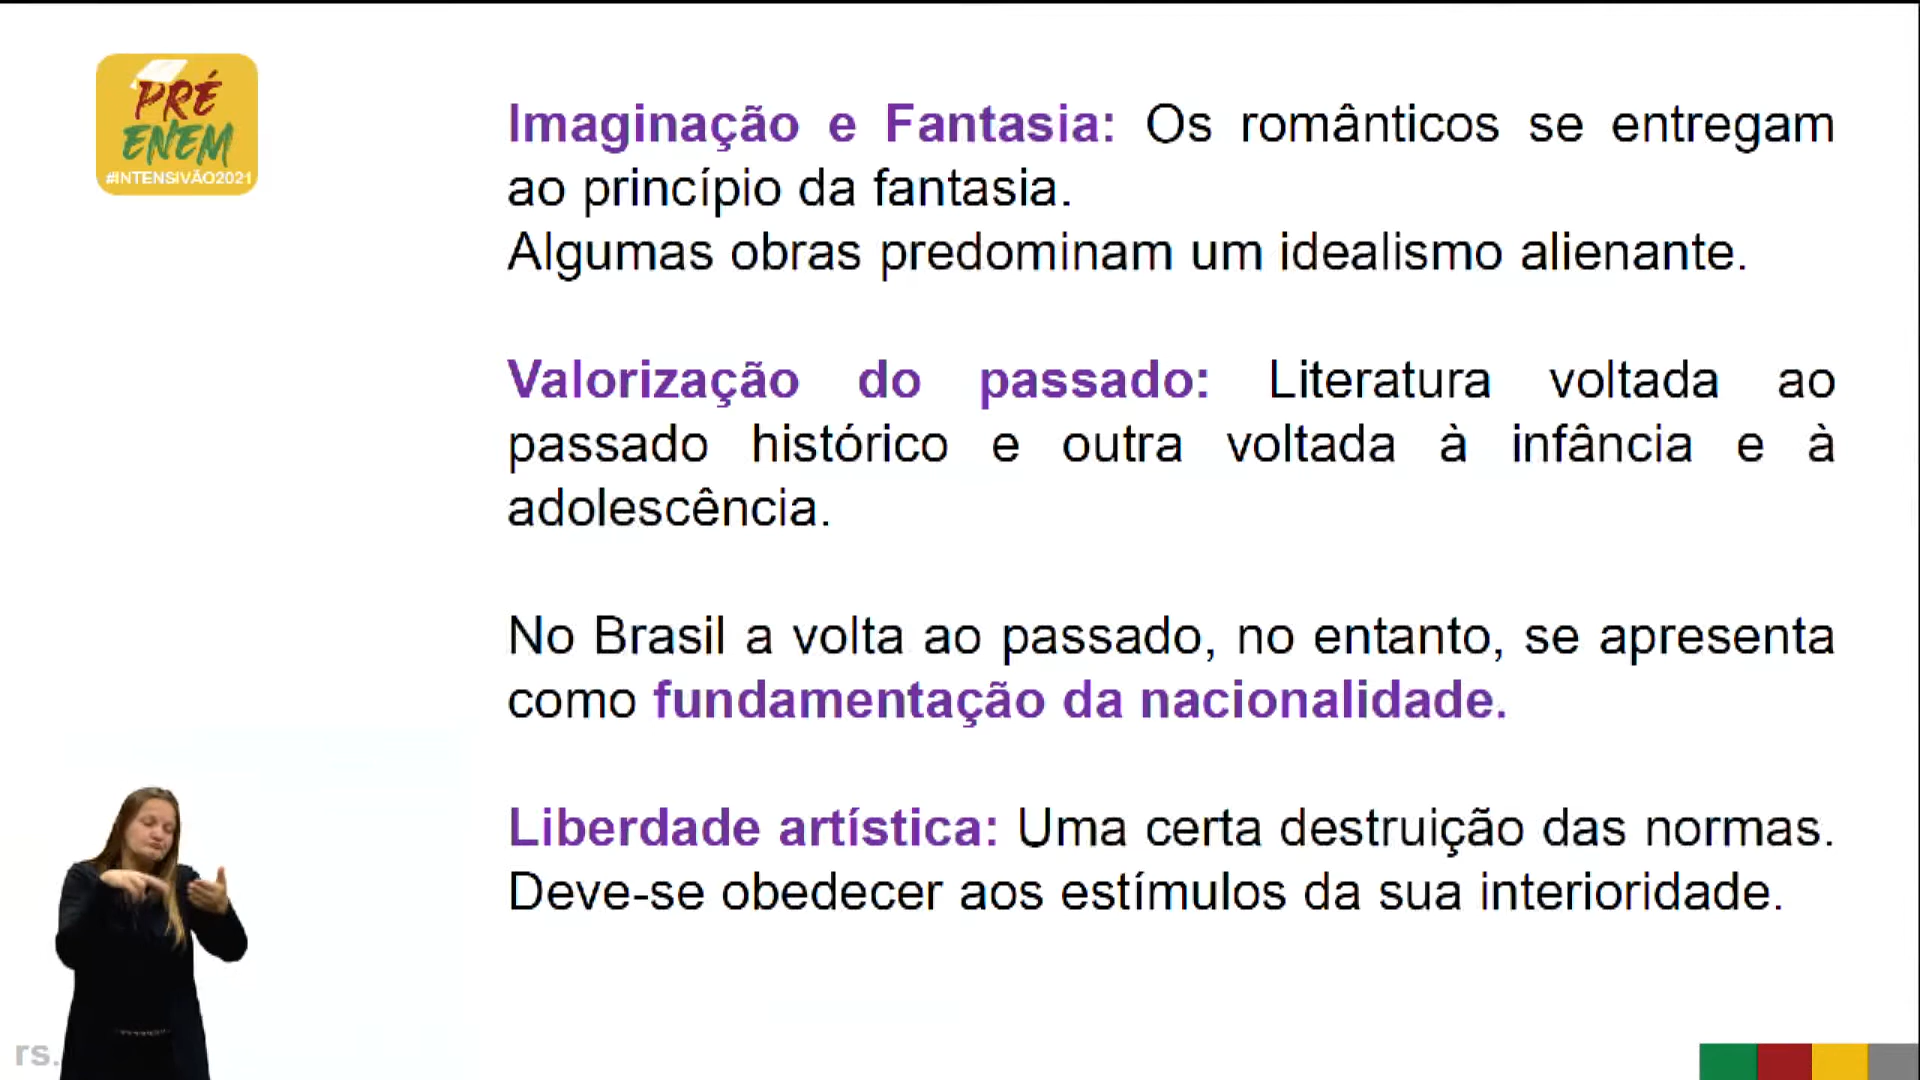 PRÉ
ENEM
#INTENSIVÃO2021
Imaginação e Fantasia: Os românticos se entregam
ao princípio da fantasia.
Algumas obras predominam um idealismo alienante.
Valorização do passado: Literatura voltada ao
passado histórico e outra voltada à infância e à
adolescência.
No Brasil a volta ao passado, no entanto, se apresenta
como fundamentação da nacionalidade.
Liberdade artística: Uma certa destruição das normas.
Deve-se obedecer aos estímulos da sua interioridade.
rs.